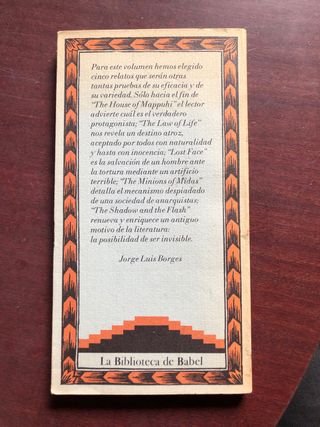 Para este volumen hemos elegido
cinco relatos que serán otras
tantas pruebas de su eficacia y de
su variedad. Sólo hacia el fin de
"The House of Mappuhi" el lector
advierte cuál es el verdadero
protagonista; "The Law of Life"
nos revela un destino atroz,
aceptado por todos con naturalidad
y hasta con inocencia; "Lost Face"
es la salvación de un hombre ante
la tortura mediante un artificio
terrible; "The Minions of Midas"
detalla el mecanismo despiadado
de una sociedad de anarquistas;
"The Shadow and the Flash"
renueva y enriquece un antiguo
motivo de la literatura:
la posibilidad de ser invisible.
Jorge Luis Borges
La Biblioteca de Babel